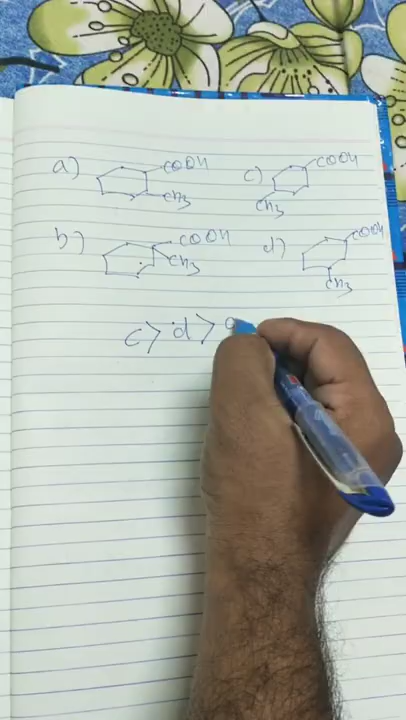 a) COOH c) COOH
CH3 CH3
b) COOH d) COOH
CH3 CH3
c > d > a